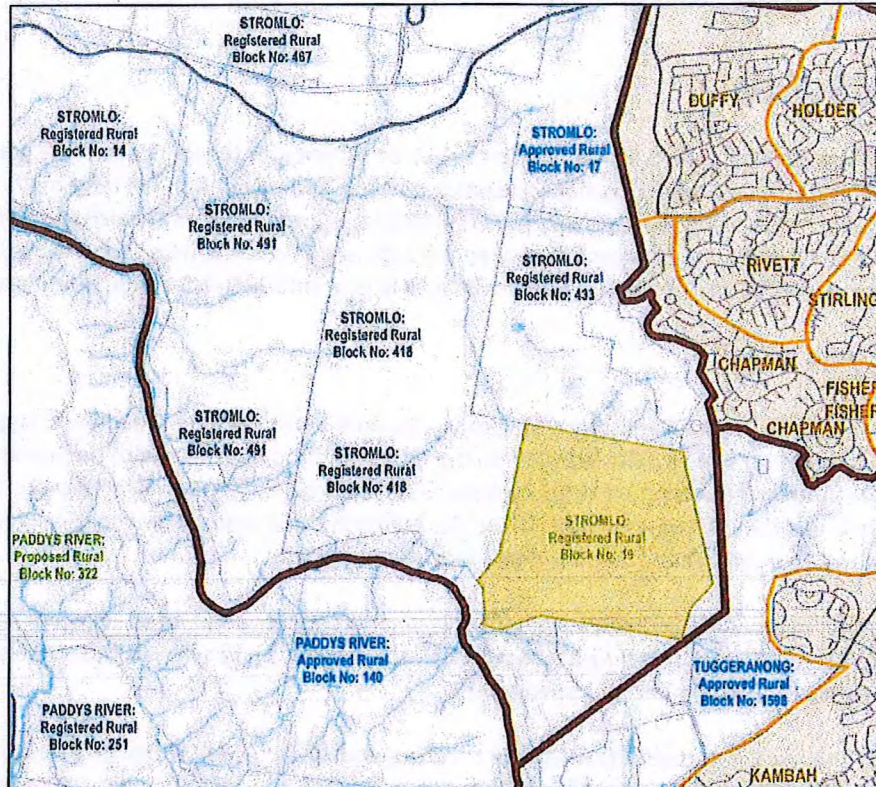 STROMLO:
Registered Rural
Block No: 467
DUFFY
HOLDER
STROMLO:
Registered Rural
Block No: 14
STROMLO:
Approved Rural
Block No: 17
STROMLO:
Registered Rural
Block No: 491
RIVETT
STROMLO:
Registered Rural
Block No: 433
STIRLING
STROMLO:
Registered Rural
Block No: 418
CHAPMAN
FISHER
FISHER
CHAPMAN
STROMLO:
Registered Rural
Block No: 491
STROMLO:
Registered Rural
Block No: 418
STROMLO:
Registered Rural
Block No: 19
PADDYS RIVER:
Proposed Rural
Block No: 322
PADDYS RIVER:
Approved Rural
Block No: 140
TUGGERANONG:
Approved Rural
Block No: 1598
PADDYS RIVER:
Registered Rural
Block No: 251
KAMBAH